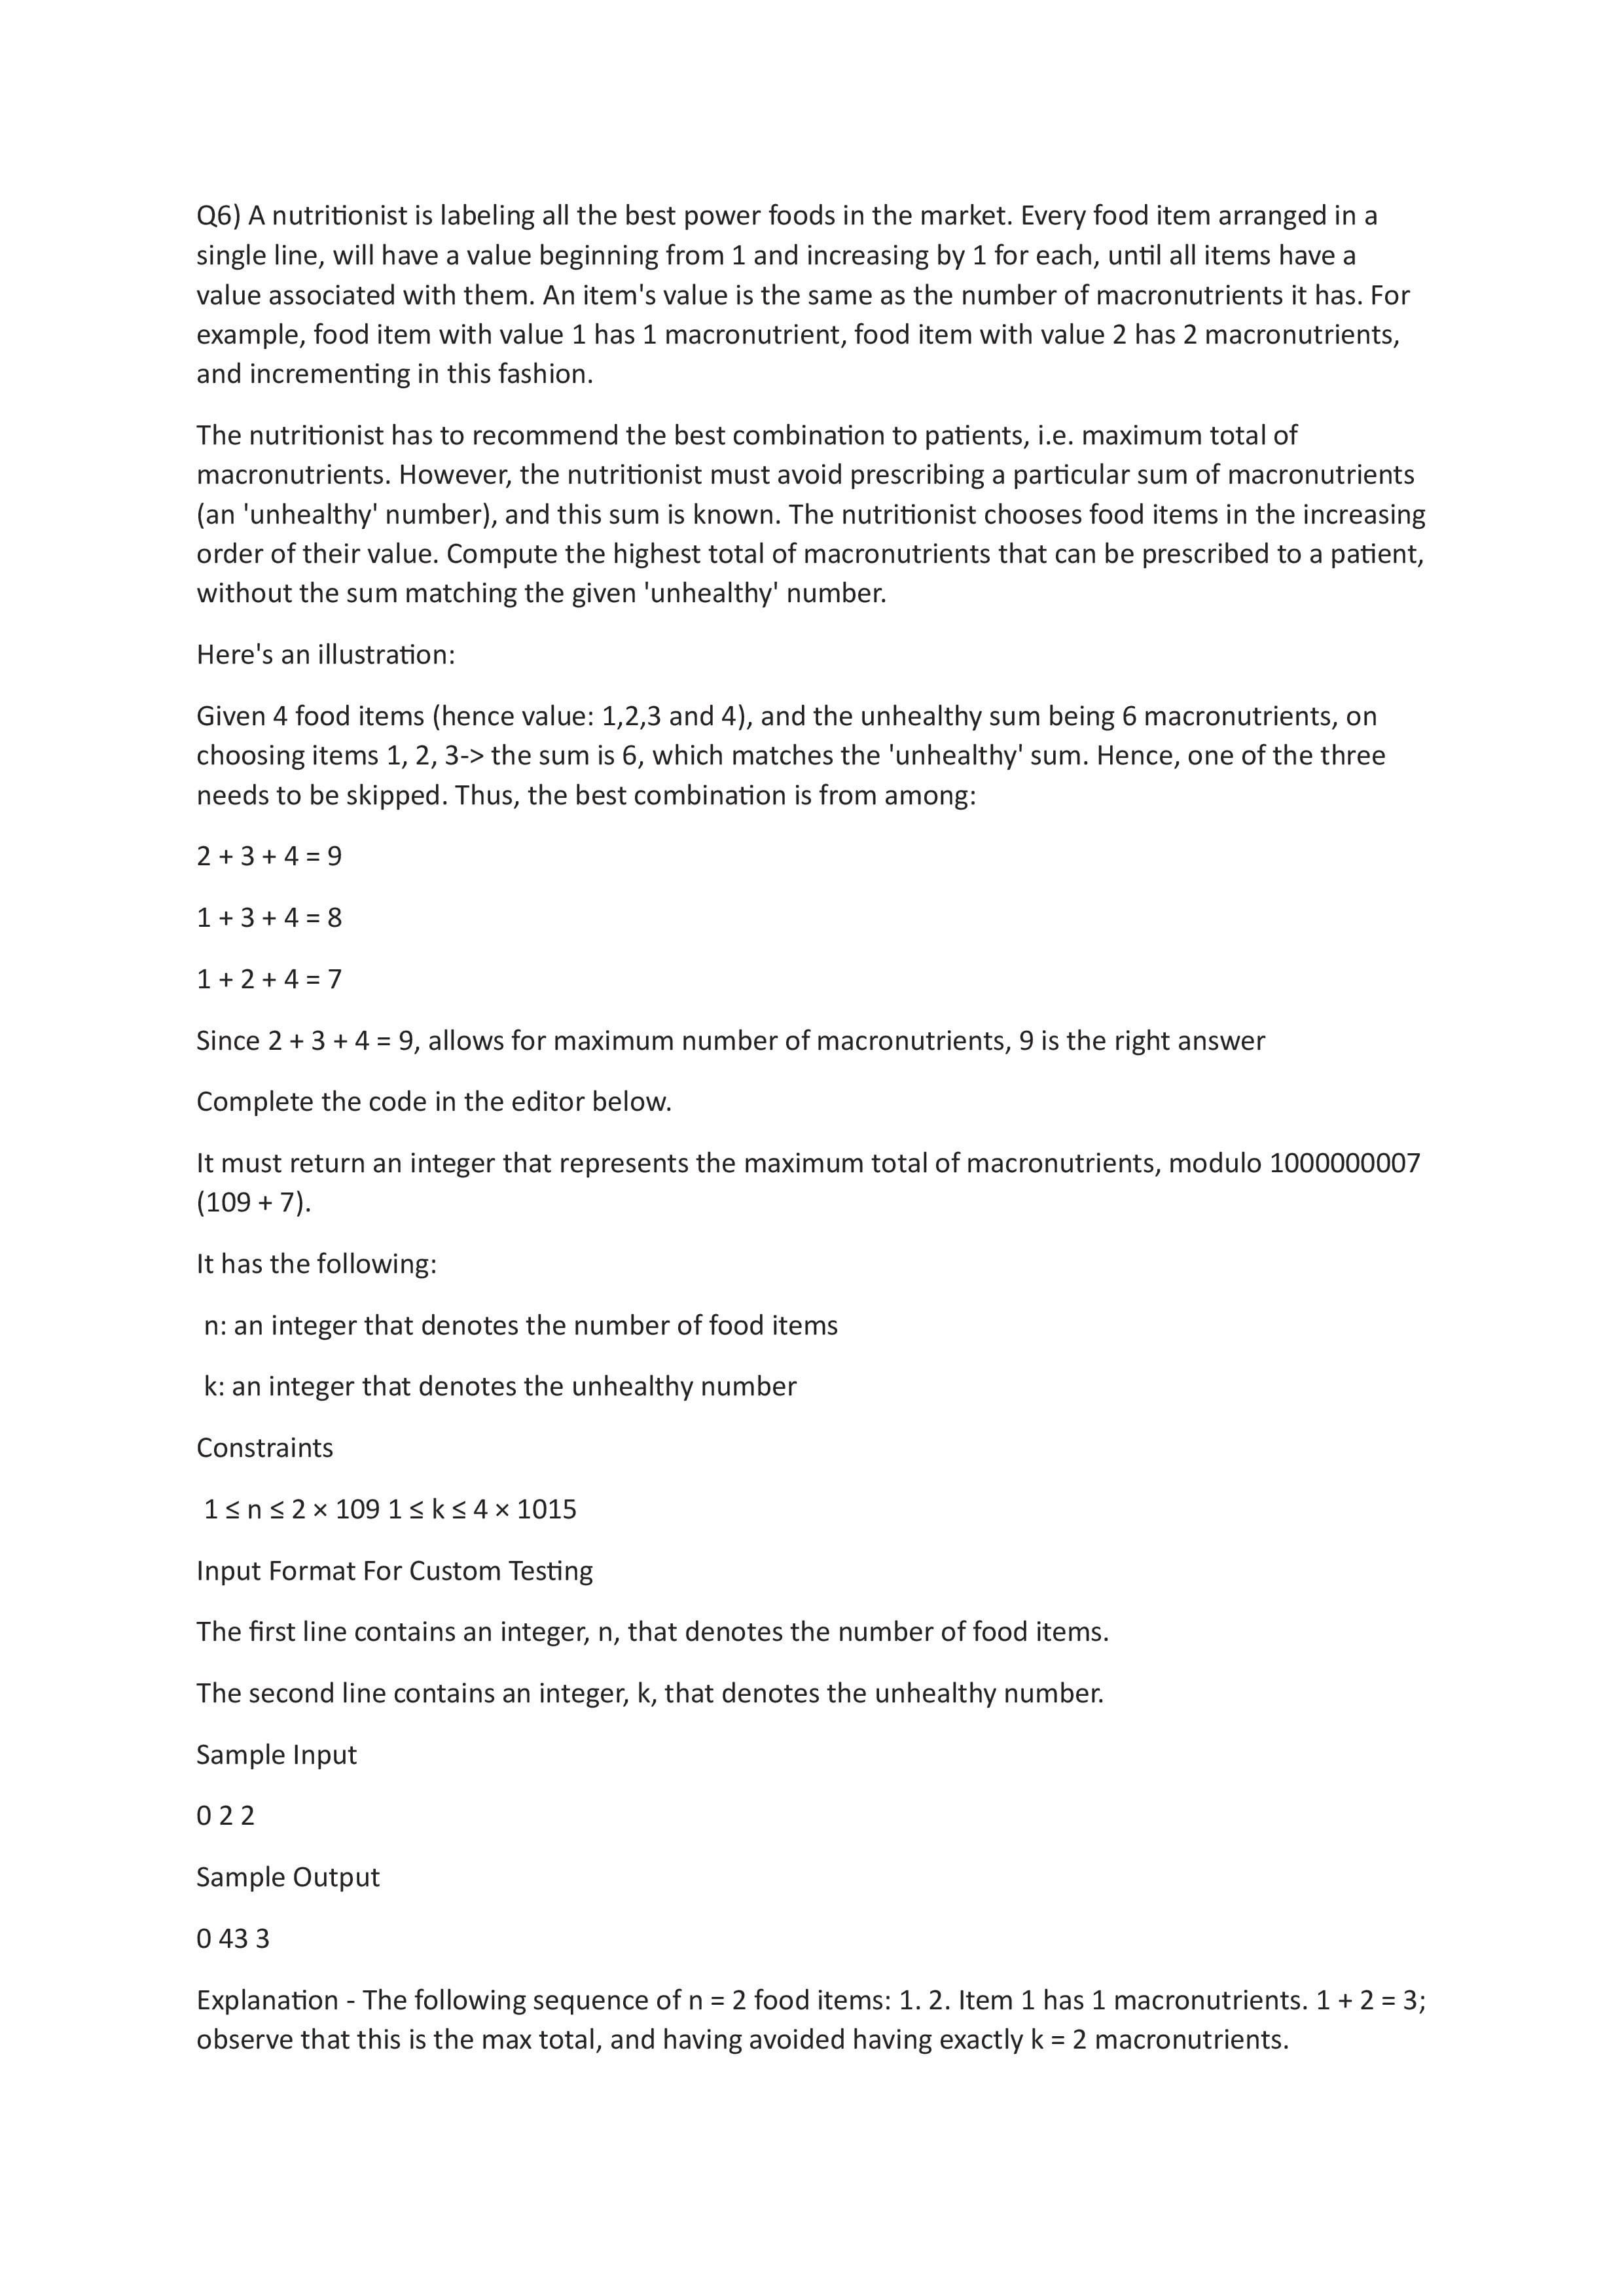 Q6) A nutritionist is labeling all the best power foods in the market. Every food item arranged in a
single line, will have a value beginning from 1 and increasing by 1 for each, until all items have a
value associated with them. An item's value is the same as the number of macronutrients it has. For
example, food item with value 1 has 1 macronutrient, food item with value 2 has 2 macronutrients,
and incrementing in this fashion.
The nutritionist has to recommend the best combination to patients, i.e. maximum total of
macronutrients. However, the nutritionist must avoid prescribing a particular sum of macronutrients
(an 'unhealthy' number), and this sum is known. The nutritionist chooses food items in the increasing
order of their value. Compute the highest total of macronutrients that can be prescribed to a patient,
without the sum matching the given 'unhealthy' number.
Here's an illustration:
Given 4 food items (hence value: 1,2,3 and 4), and the unhealthy sum being 6 macronutrients, on
choosing items 1, 2, 3-> the sum is 6, which matches the 'unhealthy' sum. Hence, one of the three
needs to be skipped. Thus, the best combination is from among:
2 + 3 + 4 = 9
1 + 3 + 4 = 8
1 + 2 + 4 = 7
Since 2 + 3 + 4 = 9, allows for maximum number of macronutrients, 9 is the right answer
Complete the code in the editor below.
It must return an integer that represents the maximum total of macronutrients, modulo 1000000007
(109 + 7).
It has the following:
n: an integer that denotes the number of food items
k: an integer that denotes the unhealthy number
Constraints
1 ≤ n ≤ 2 × 109 1 ≤ k ≤ 4 × 1015
Input Format For Custom Testing
The first line contains an integer, n, that denotes the number of food items.
The second line contains an integer, k, that denotes the unhealthy number.
Sample Input
0 2 2
Sample Output
0 43 3
Explanation - The following sequence of n = 2 food items: 1. 2. Item 1 has 1 macronutrients. 1 + 2 = 3;
observe that this is the max total, and having avoided having exactly k = 2 macronutrients.